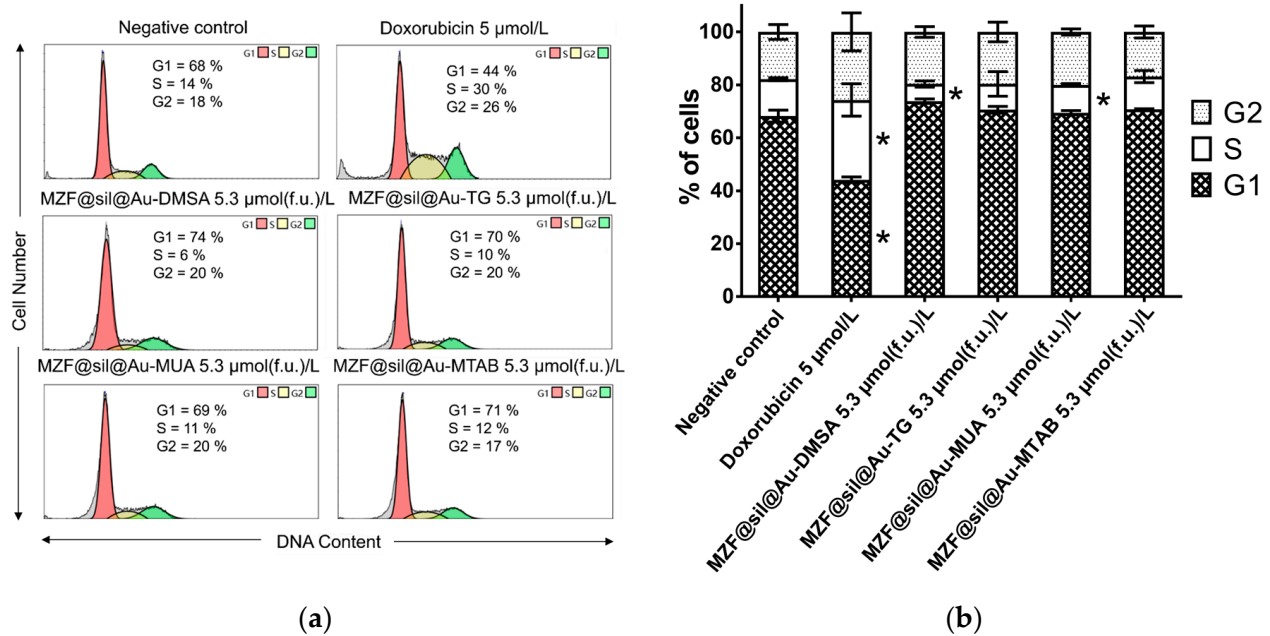 Negative control
Doxorubicin 5 µmol/L
G1 S G2
G1 = 68 %
S = 14 %
G2 = 18 %
G1 S G2
G1 = 44 %
S = 30 %
G2 = 26 %
MZF@sil@Au-DMSA 5.3 µmol(f.u.)/L
MZF@sil@Au-TG 5.3 µmol(f.u.)/L
G1 S G2
G1 = 74 %
S = 6 %
G2 = 20 %
G1 S G2
G1 = 70 %
S = 10 %
G2 = 20 %
MZF@sil@Au-MUA 5.3 µmol(f.u.)/L
MZF@sil@Au-MTAB 5.3 µmol(f.u.)/L
G1 S G2
G1 = 69 %
S = 11 %
G2 = 20 %
G1 S G2
G1 = 71 %
S = 12 %
G2 = 17 %
Cell Number
DNA Content
(a)
% of cells
100
80
60
40
20
0
*
*
*
*
G2
S
G1
Negative control
Doxorubicin 5 µmol/L
MZF@sil@Au-DMSA 5.3 µmol(f.u.)/L
MZF@sil@Au-TG 5.3 µmol(f.u.)/L
MZF@sil@Au-MUA 5.3 µmol(f.u.)/L
MZF@sil@Au-MTAB 5.3 µmol(f.u.)/L
(b)